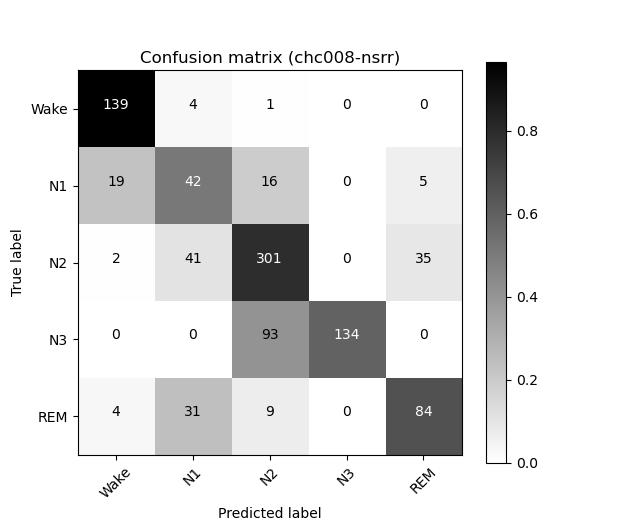 Confusion matrix (chc008-nsrr)
True label
Wake 139 4 1 0 0
N1 19 42 16 0 5
N2 2 41 301 0 35
N3 0 0 93 134 0
REM 4 31 9 0 84
Wake N1 N2 N3 REM
Predicted label
0.8
0.6
0.4
0.2
0.0